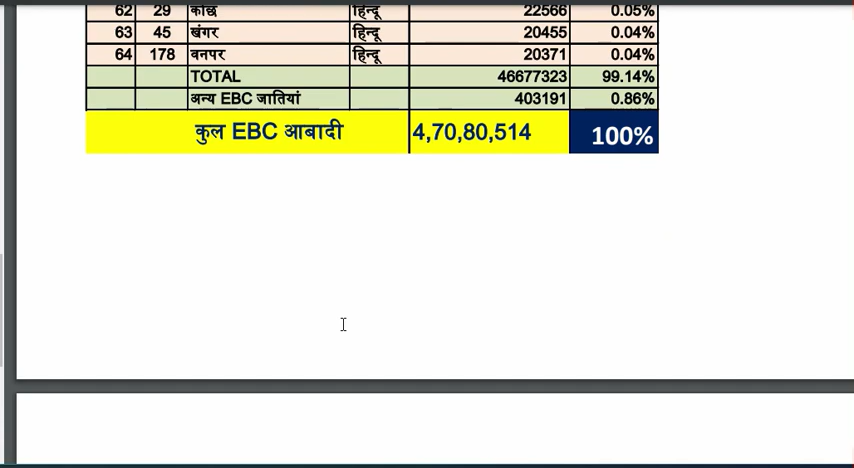 62 29 कोछ हिन्दू 22566 0.05%
63 45 खंगर हिन्दू 20455 0.04%
64 178 वनपर हिन्दू 20371 0.04%
TOTAL 46677323 99.14%
अन्य EBC जातियां 403191 0.86%
कुल EBC आबादी 4,70,80,514 100%